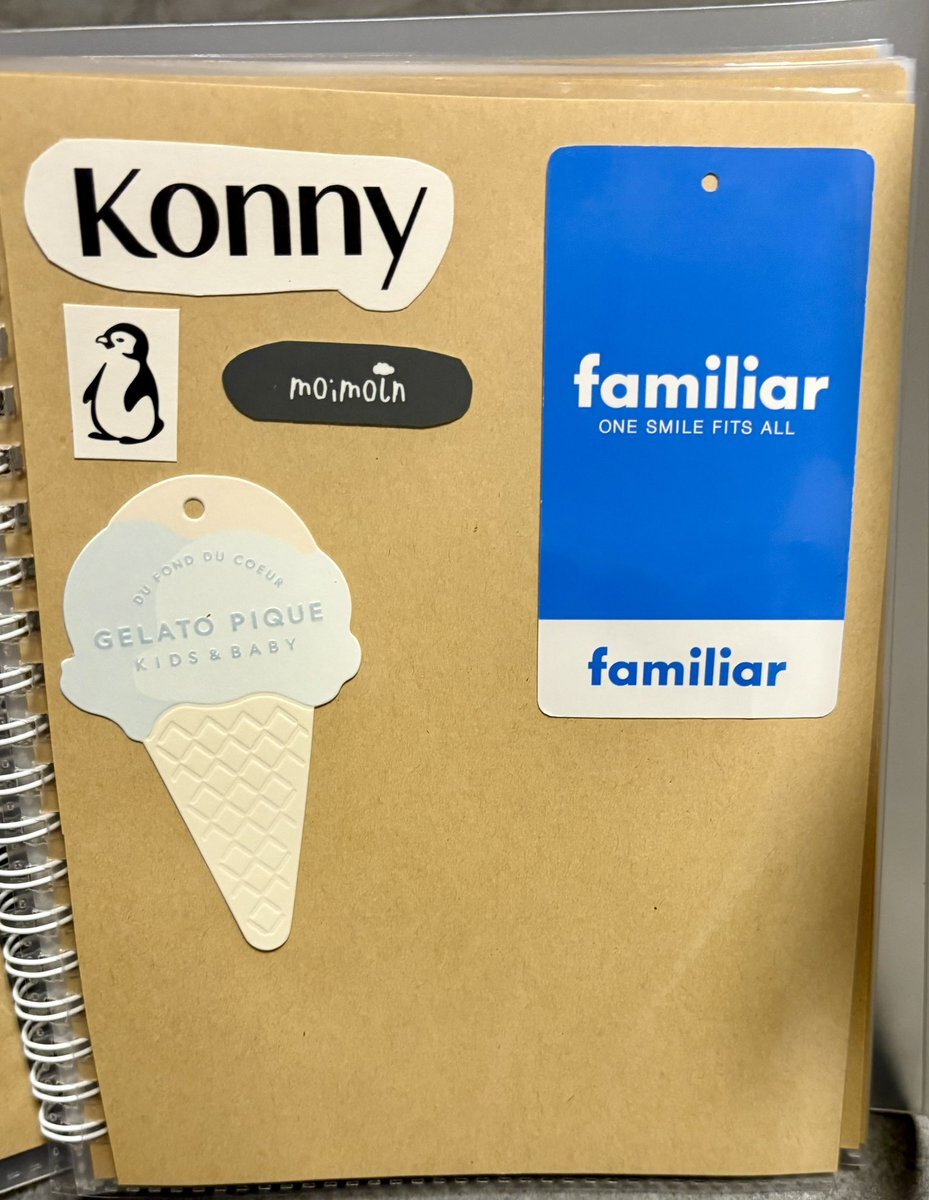 Konny
moimoln
familiar
ONE SMILE FITS ALL
familiar
DU FOND DU COEUR
GELATO PIQUE
KIDS & BABY